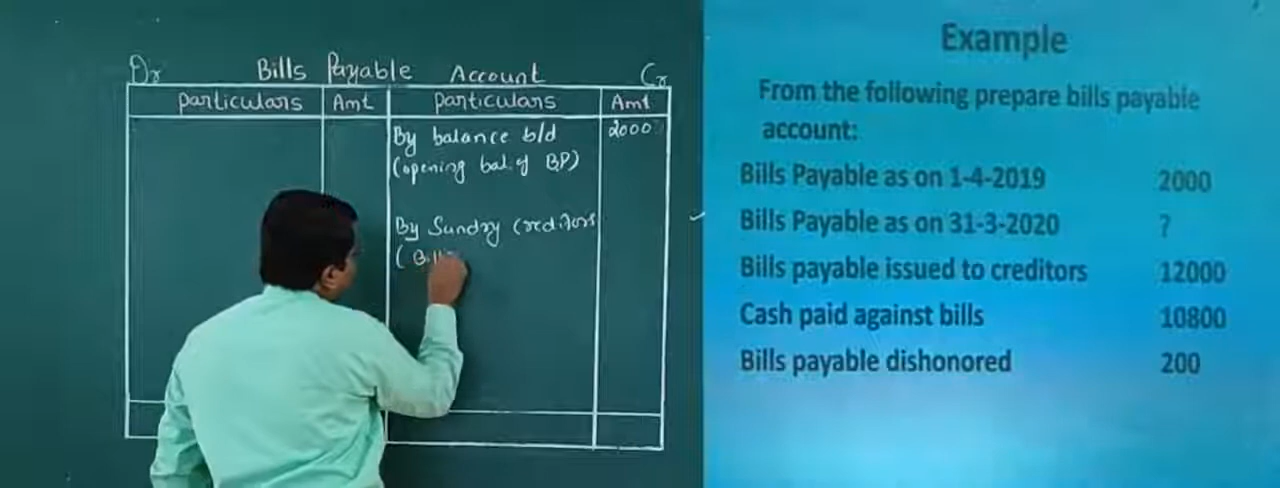 Dr Bills Payable Account Cr
particulars Amt particulars Amt
By balance b/d 2000
(opening bal. of BP)
By Sundry Creditors
( Bill
Example
From the following prepare bills payable
account:
Bills Payable as on 1-4-2019 2000
Bills Payable as on 31-3-2020 ?
Bills payable issued to creditors 12000
Cash paid against bills 10800
Bills payable dishonored 200